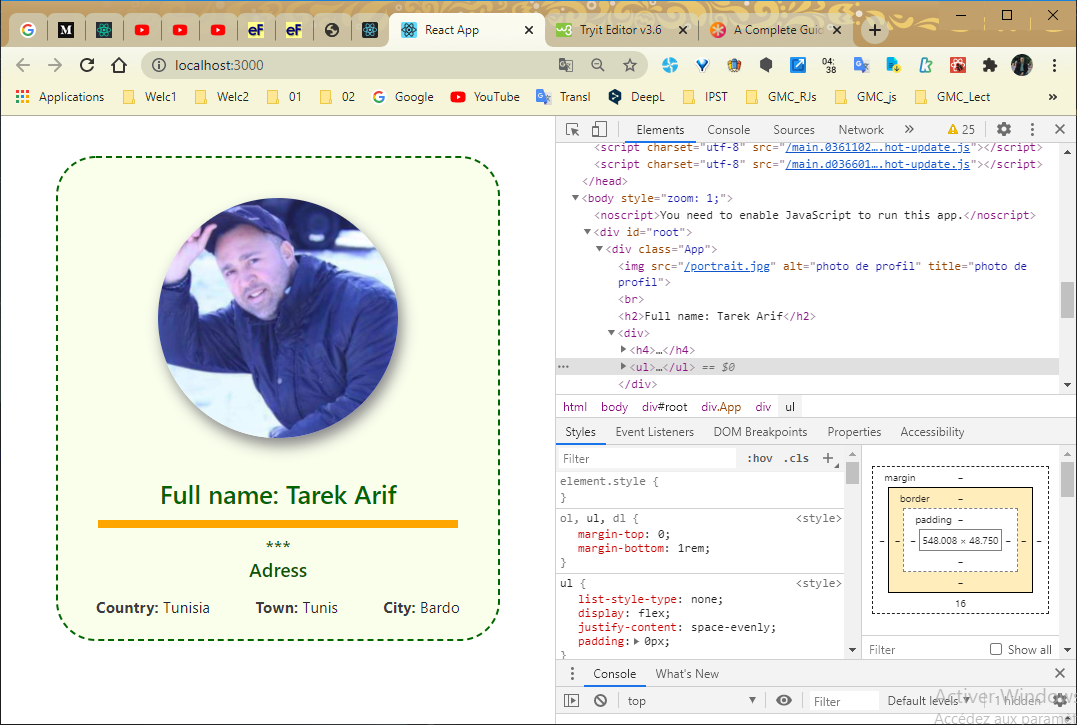 React App
Tryit Editor v3.6
A Complete Guid
localhost:3000
04:
38
Applications Welc1 Welc2 01 02 Google YouTube Transl DeepL IPST GMC_RJs GMC_js GMC_Lect »
Full name: Tarek Arif
***
Adress
Country: Tunisia Town: Tunis City: Bardo
Elements Console Sources Network » 25
<script charset="utf-8" src="/main.0361102….hot-update.js"></script>
<script charset="utf-8" src="/main.d036601….hot-update.js"></script>
</head>
<body style="zoom: 1;">
<noscript>You need to enable JavaScript to run this app.</noscript>
<div id="root">
<div class="App">
<img src="/portrait.jpg" alt="photo de profil" title="photo de
profil">
<br>
<h2>Full name: Tarek Arif</h2>
<div>
<h4>…</h4>
<ul>…</ul> == $0
</div>
html body div#root div.App div ul
Styles Event Listeners DOM Breakpoints Properties Accessibility
Filter :hov .cls +
element.style {
}
ol, ul, dl { <style>
margin-top: 0;
margin-bottom: 1rem;
}
ul { <style>
list-style-type: none;
display: flex;
justify-content: space-evenly;
padding: 0px;
}
margin –
border –
padding –
– – – 548.008 × 48.750 – – –
–
–
16
Filter Show all
Console What's New
top Filter Default levels 1 hidden
Activer Windows
Accédez aux param